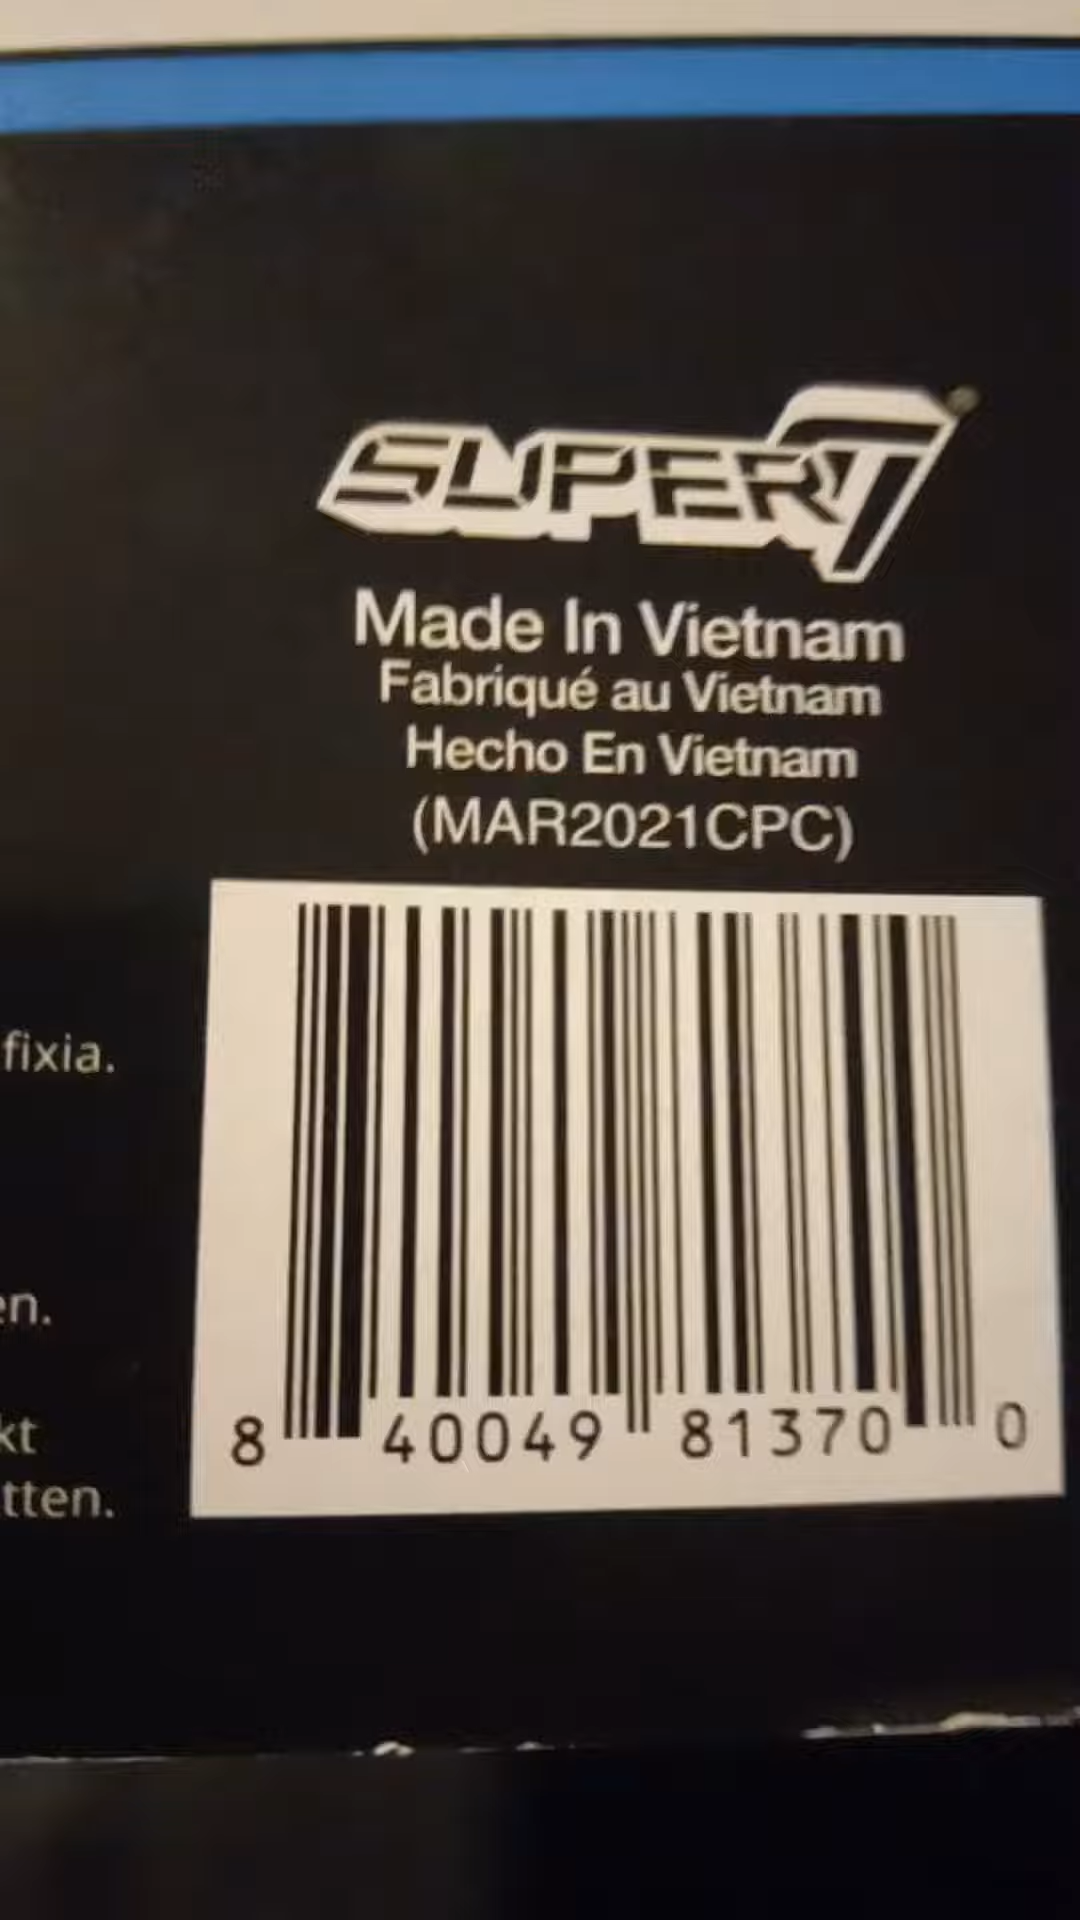 SUPER7
Made In Vietnam
Fabriqué au Vietnam
Hecho En Vietnam
(MAR2021CPC)
fixia.
en.
kt
tten.
8 40049 81370 0